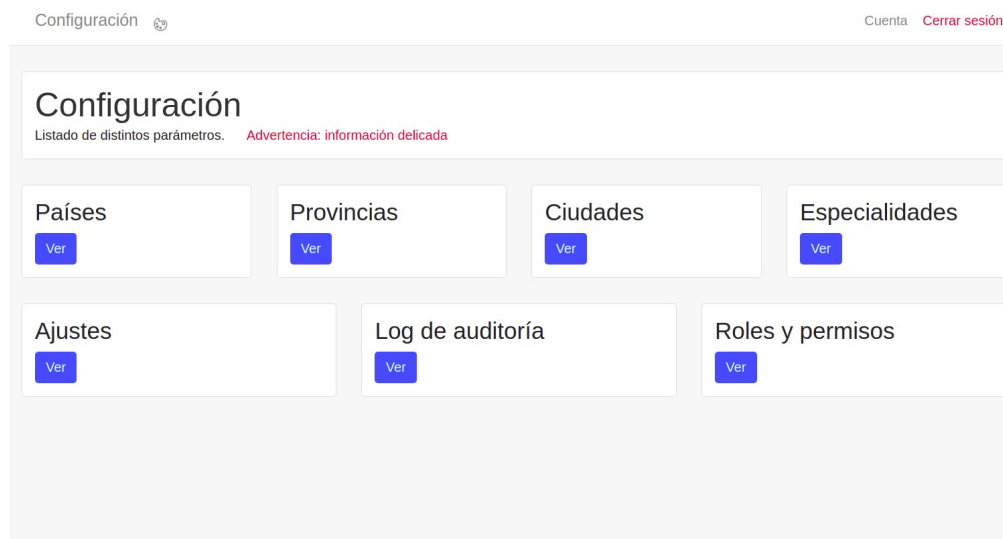 Configuración Cuenta Cerrar sesión
Configuración
Listado de distintos parámetros. Advertencia: información delicada
Países Provincias Ciudades Especialidades
Ver Ver Ver Ver
Ajustes Log de auditoría Roles y permisos
Ver Ver Ver